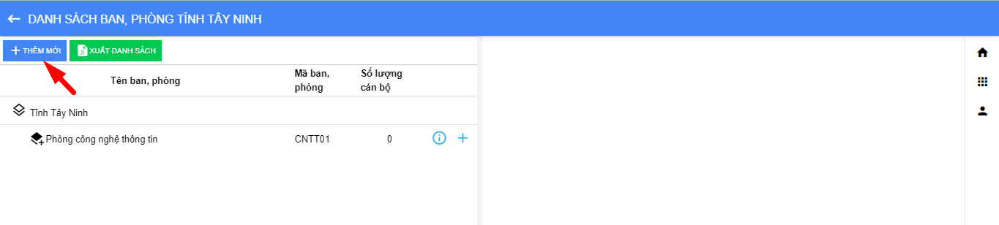 DANH SÁCH BAN, PHÒNG TỈNH TÂY NINH
THÊM MỚI XUẤT DANH SÁCH
Tên ban, phòng
Mã ban, phòng
Số lượng cán bộ
Tỉnh Tây Ninh
Phòng công nghệ thông tin CNTT01 0